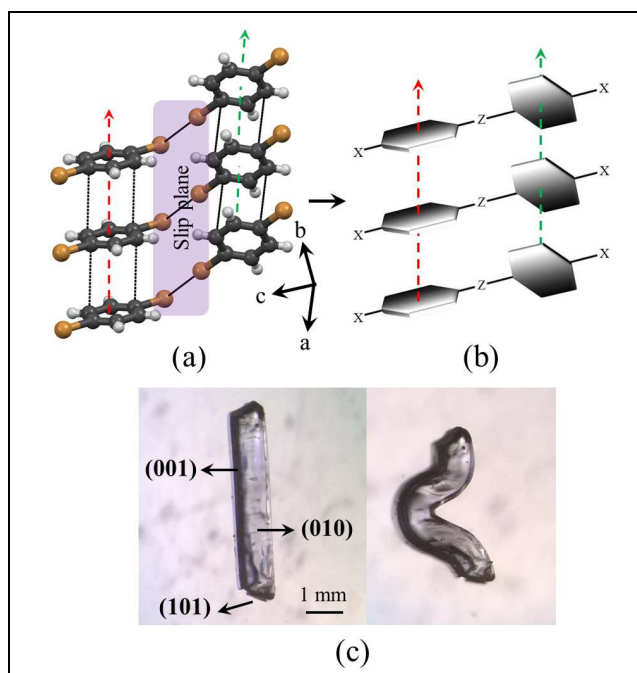 Slip plane
b
c
a
(a)
X
Z
X
X
Z
X
X
Z
X
(b)
(001)
(010)
(101)
1 mm
(c)